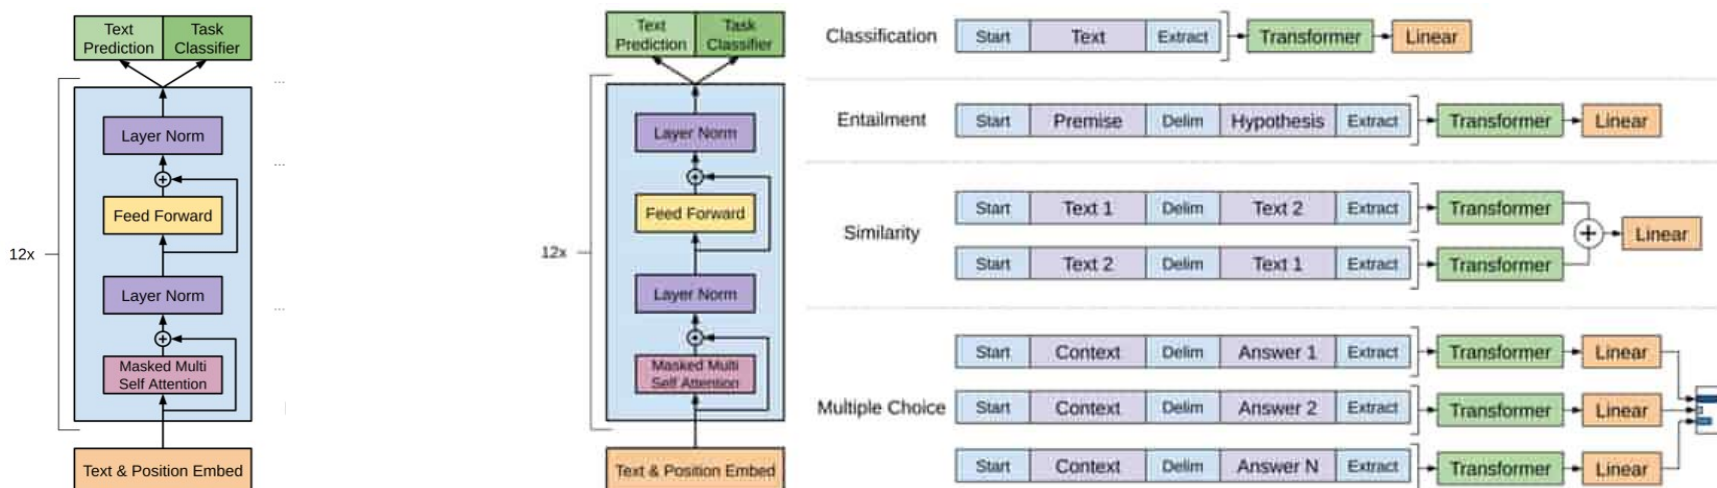 Text
Prediction
Task
Classifier
Layer Norm
Feed Forward
12x
Layer Norm
Masked Multi
Self Attention
Text & Position Embed
Text
Prediction
Task
Classifier
Layer Norm
Feed Forward
12x
Layer Norm
Masked Multi
Self Attention
Text & Position Embed
Classification Start Text Extract Transformer Linear
Entailment Start Premise Delim Hypothesis Extract Transformer Linear
Start Text 1 Delim Text 2 Extract Transformer
Similarity
Linear
Start Text 2 Delim Text 1 Extract Transformer
Start Context Delim Answer 1 Extract Transformer Linear
Multiple Choice Start Context Delim Answer 2 Extract Transformer Linear
Start Context Delim Answer N Extract Transformer Linear